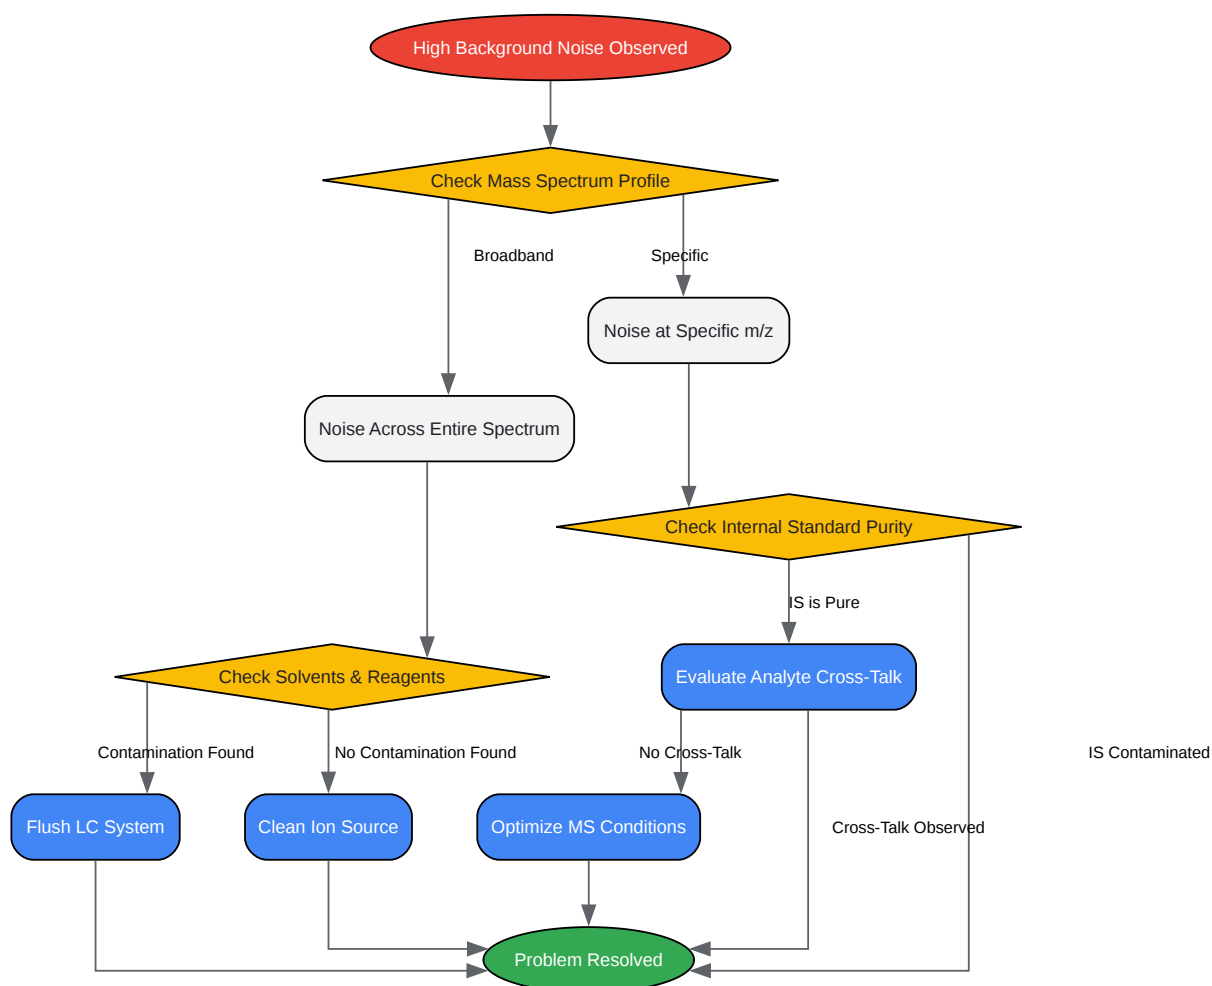 High Background Noise Observed
Check Mass Spectrum Profile
Broadband
Specific
Noise at Specific m/z
Noise Across Entire Spectrum
Check Internal Standard Purity
IS is Pure
Check Solvents & Reagents
Evaluate Analyte Cross-Talk
Contamination Found
No Contamination Found
No Cross-Talk
IS Contaminated
Flush LC System
Clean Ion Source
Optimize MS Conditions
Cross-Talk Observed
Problem Resolved